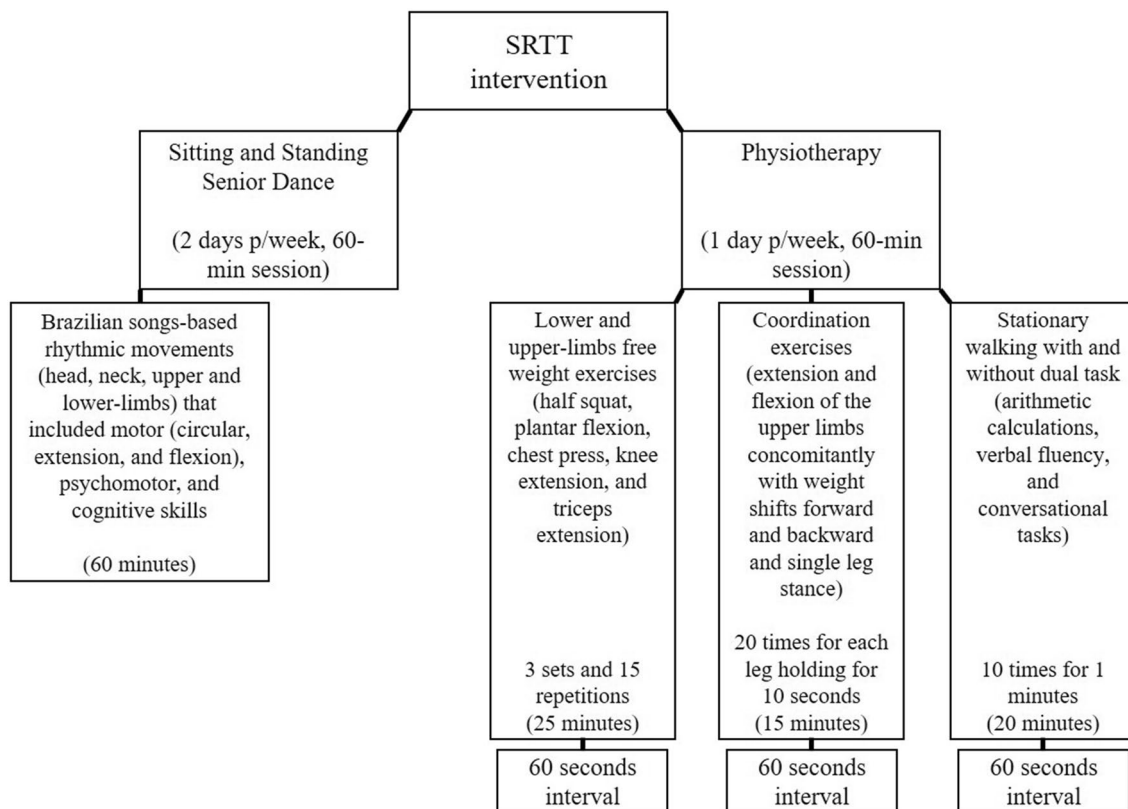 SRTT
intervention
Sitting and Standing
Senior Dance
(2 days p/week, 60-
min session)
Physiotherapy
(1 day p/week, 60-min
session)
Brazilian songs-based
rhythmic movements
(head, neck, upper and
lower-limbs) that
included motor (circular,
extension, and flexion),
psychomotor, and
cognitive skills
(60 minutes)
Lower and
upper-limbs free
weight exercises
(half squat,
plantar flexion,
chest press, knee
extension, and
triceps
extension)
3 sets and 15
repetitions
(25 minutes)
Coordination
exercises
(extension and
flexion of the
upper limbs
concomitantly
with weight
shifts forward
and backward
and single leg
stance)
20 times for each
leg holding for
10 seconds
(15 minutes)
Stationary
walking with and
without dual task
(arithmetic
calculations,
verbal fluency,
and
conversational
tasks)
10 times for 1
minutes
(20 minutes)
60 seconds
interval
60 seconds
interval
60 seconds
interval